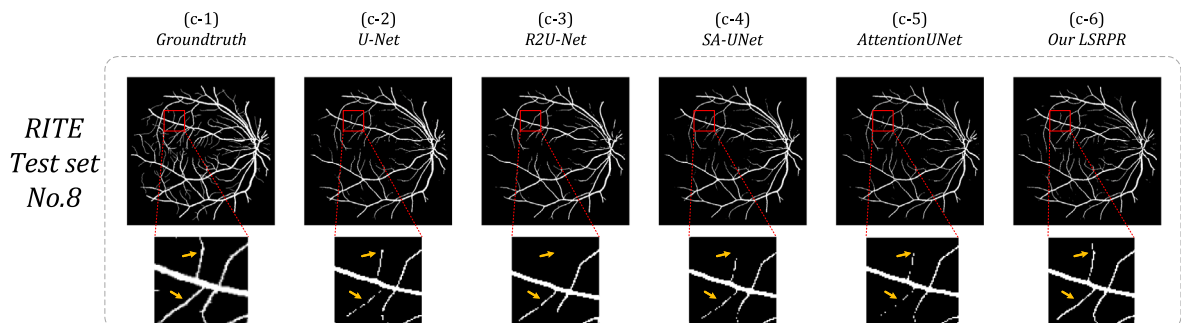 (c-1) (c-2) (c-3) (c-4) (c-5) (c-6)
Groundtruth U-Net R2U-Net SA-UNet AttentionUNet Our LSRPR
RITE
Test set
No.8